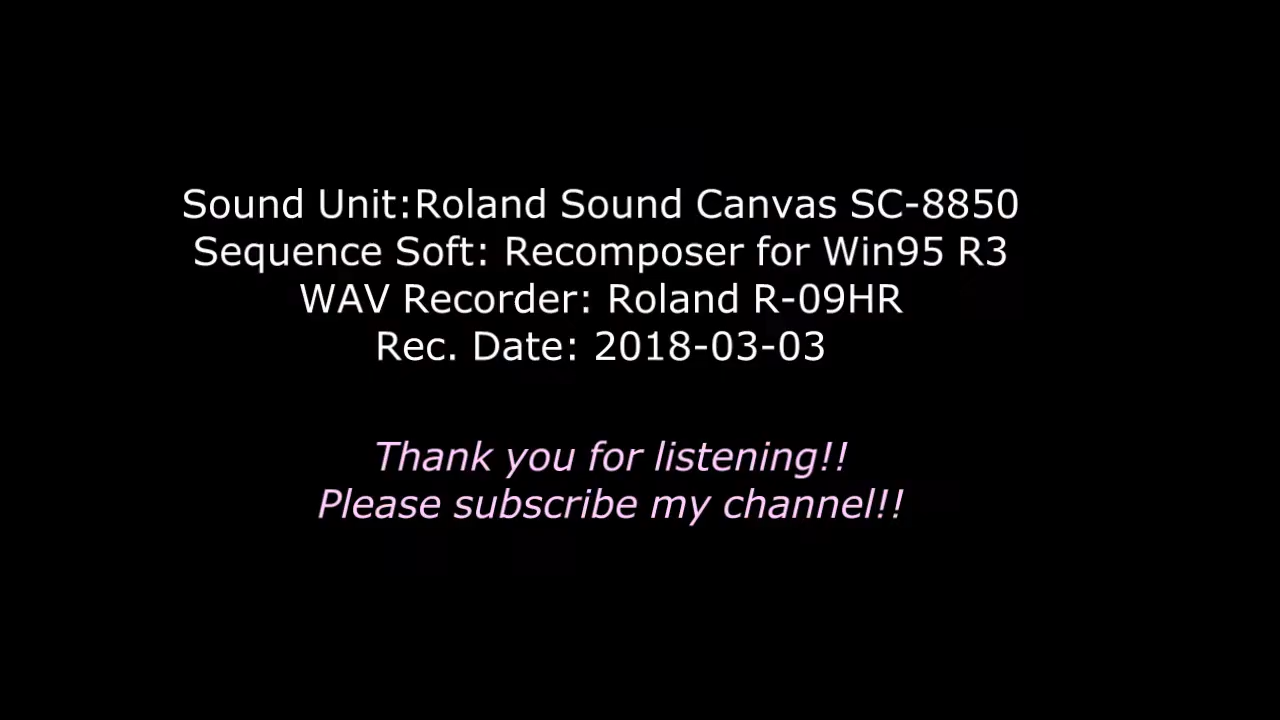 Sound Unit:Roland Sound Canvas SC-8850
Sequence Soft: Recomposer for Win95 R3
WAV Recorder: Roland R-09HR
Rec. Date: 2018-03-03
Thank you for listening!!
Please subscribe my channel!!